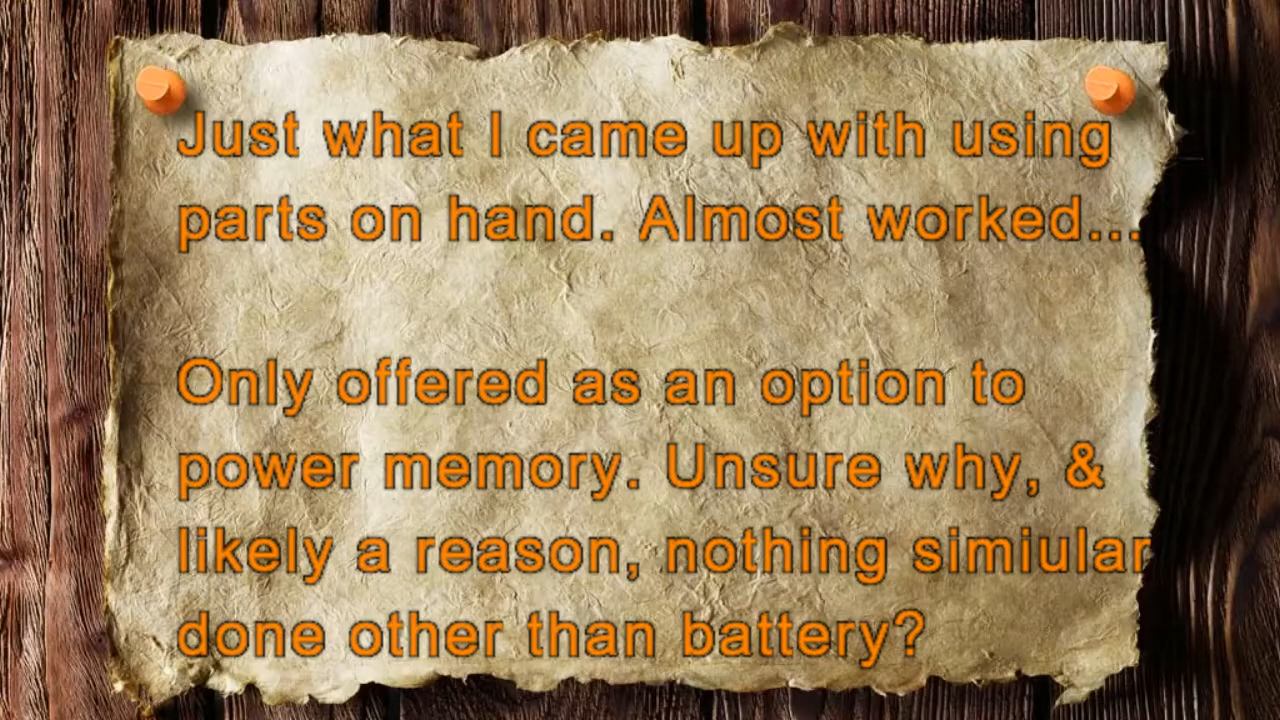 Just what I came up with using
parts on hand. Almost worked...
Only offered as an option to
power memory. Unsure why, &
likely a reason, nothing simiular
done other than battery?